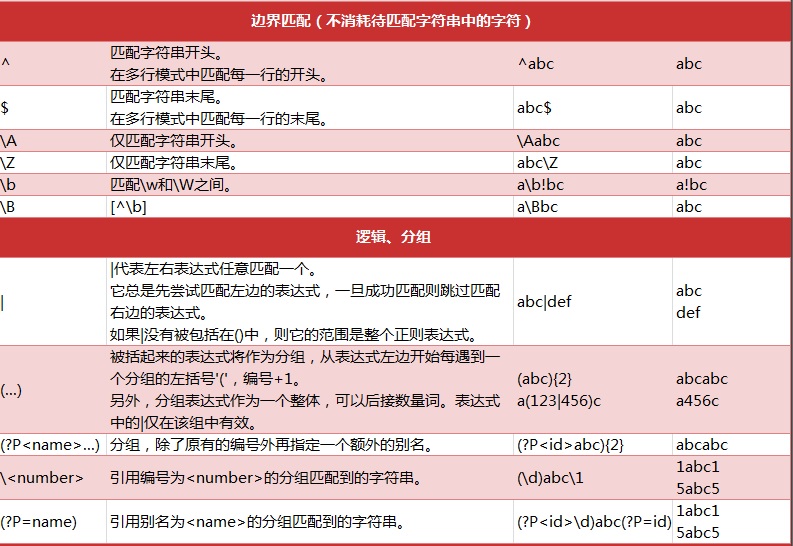 边界匹配（不消耗待匹配字符串中的字符）
^ 匹配字符串开头。
在多行模式中匹配每一行的开头。 ^abc abc
$ 匹配字符串末尾。
在多行模式中匹配每一行的末尾。 abc$ abc
\A 仅匹配字符串开头。 \Aabc abc
\Z 仅匹配字符串末尾。 abc\Z abc
\b 匹配\w和\W之间。 a\b!bc a!bc
\B [^\b] a\Bbc abc
逻辑、分组
| |代表左右表达式任意匹配一个。
它总是先尝试匹配左边的表达式，一旦成功匹配则跳过匹配
右边的表达式。
如果|没有被包括在()中，则它的范围是整个正则表达式。 abc|def abc
def
(...) 被括起来的表达式将作为分组，从表达式左边开始每遇到一
个分组的左括号'('，编号+1。
另外，分组表达式作为一个整体，可以后接数量词。表达式
中的|仅在该组中有效。 (abc){2} abcabc
a(123|456)c a456c
(?P<name>...) 分组，除了原有的编号外再指定一个额外的别名。 (?P<id>abc){2} abcabc
\<number> 引用编号为<number>的分组匹配到的字符串。 (\d)abc\1 1abc1
5abc5
(?P=name) 引用别名为<name>的分组匹配到的字符串。 (?P<id>\d)abc(?P=id) 1abc1
5abc5